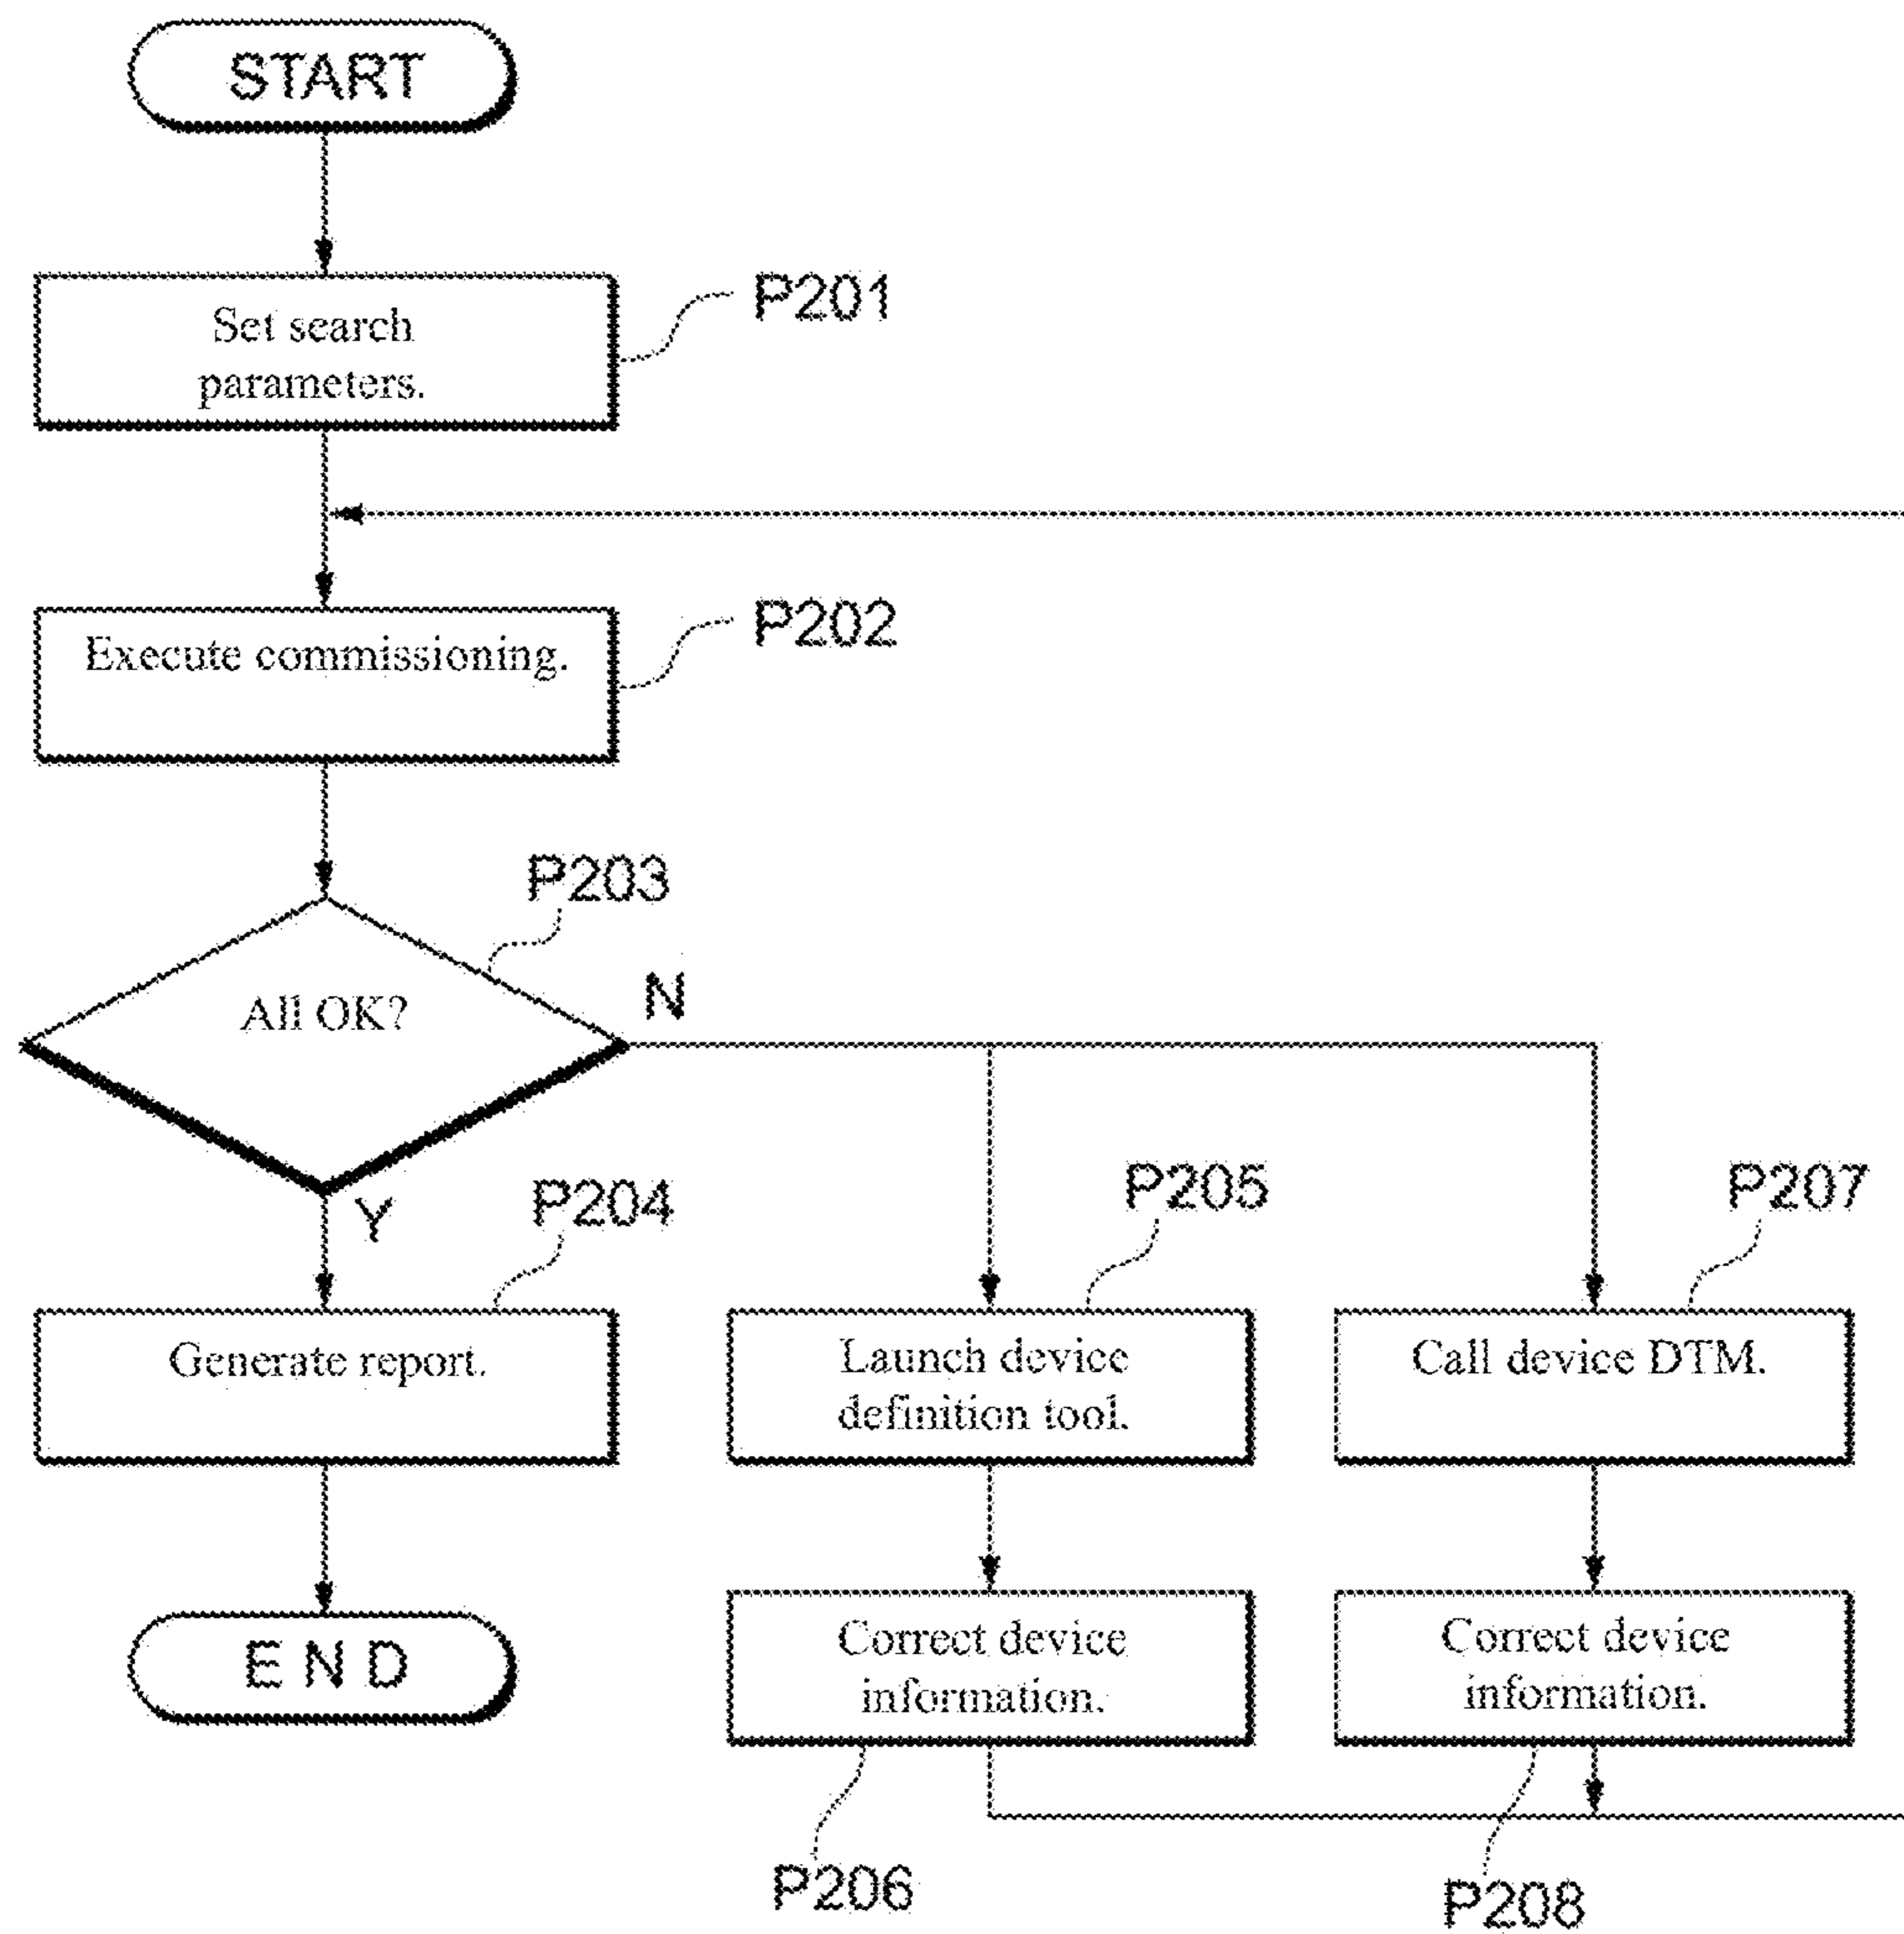 START
Set search
parameters.
P201
Execute commissioning.
P202
P203
All OK?
N
Y
P204
P205
P207
Generate report.
Launch device
definition tool.
Call device DTM.
E N D
Correct device
information.
Correct device
information.
P206
P208